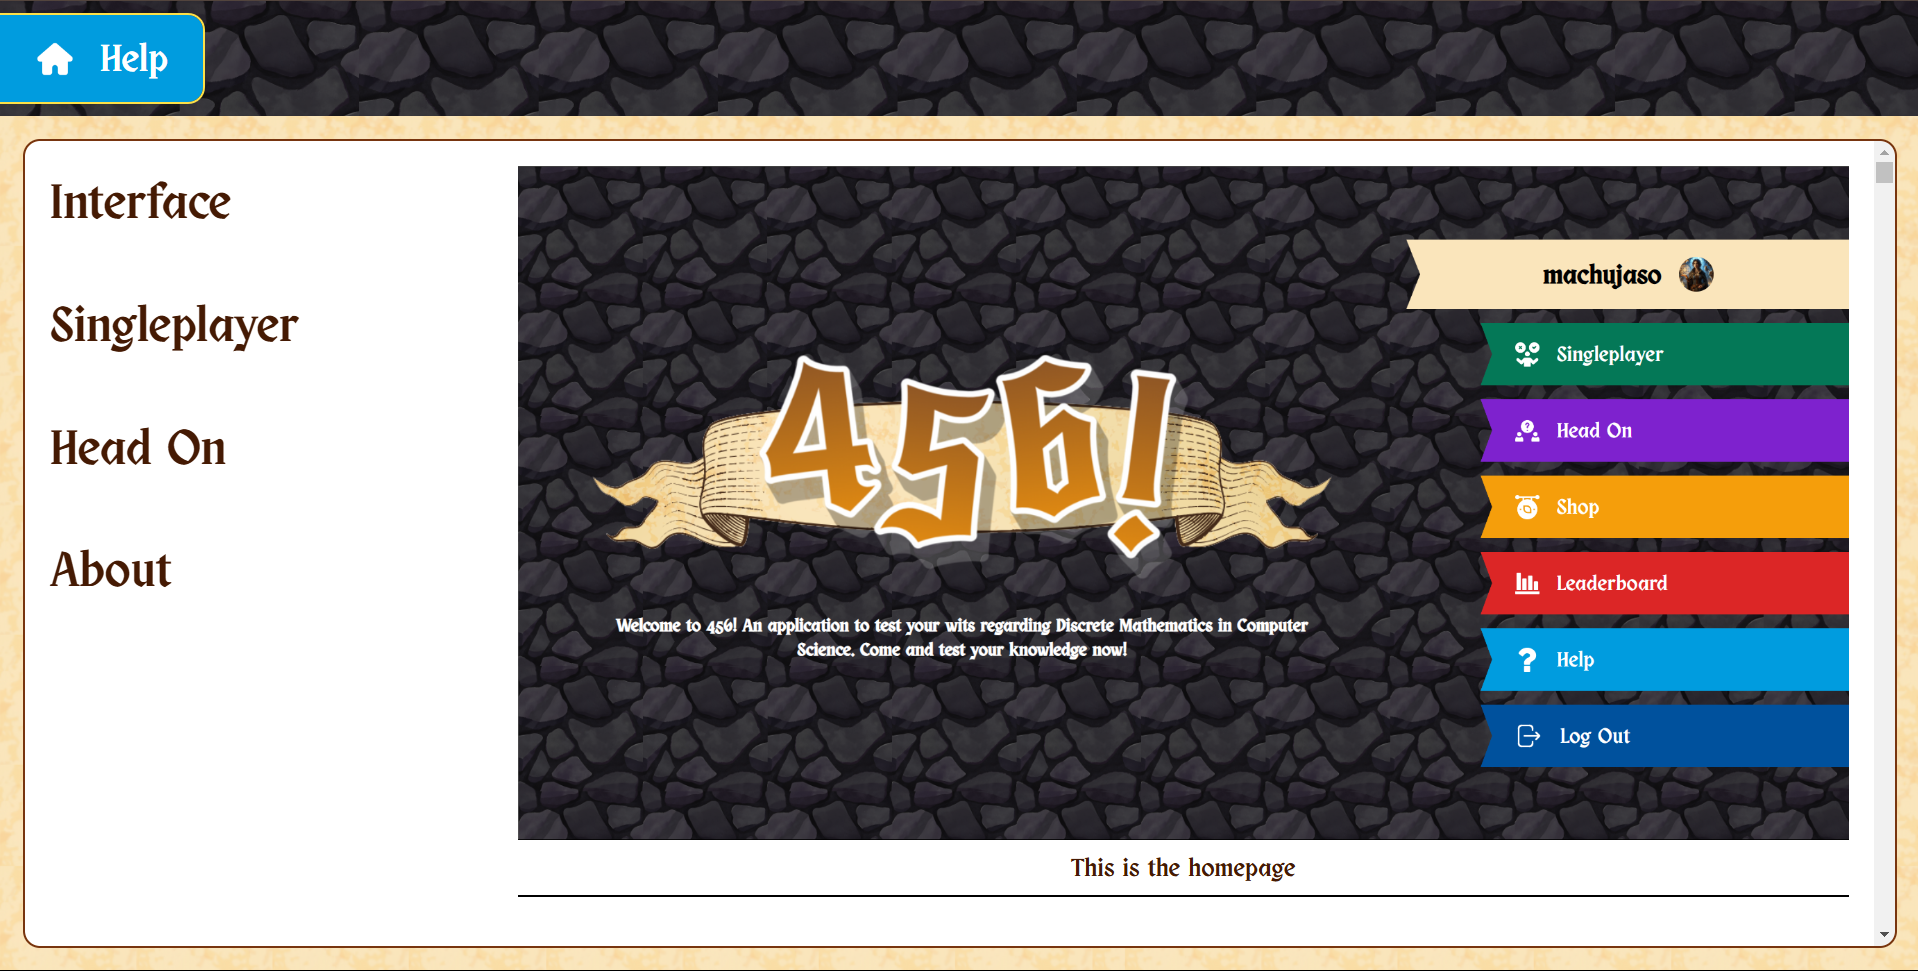 Help
Interface
Singleplayer
Head On
About
machujaso
Singleplayer
Head On
Shop
Leaderboard
Help
Log Out
456!
Welcome to 456! An application to test your wits regarding Discrete Mathematics in Computer
Science. Come and test your knowledge now!
This is the homepage